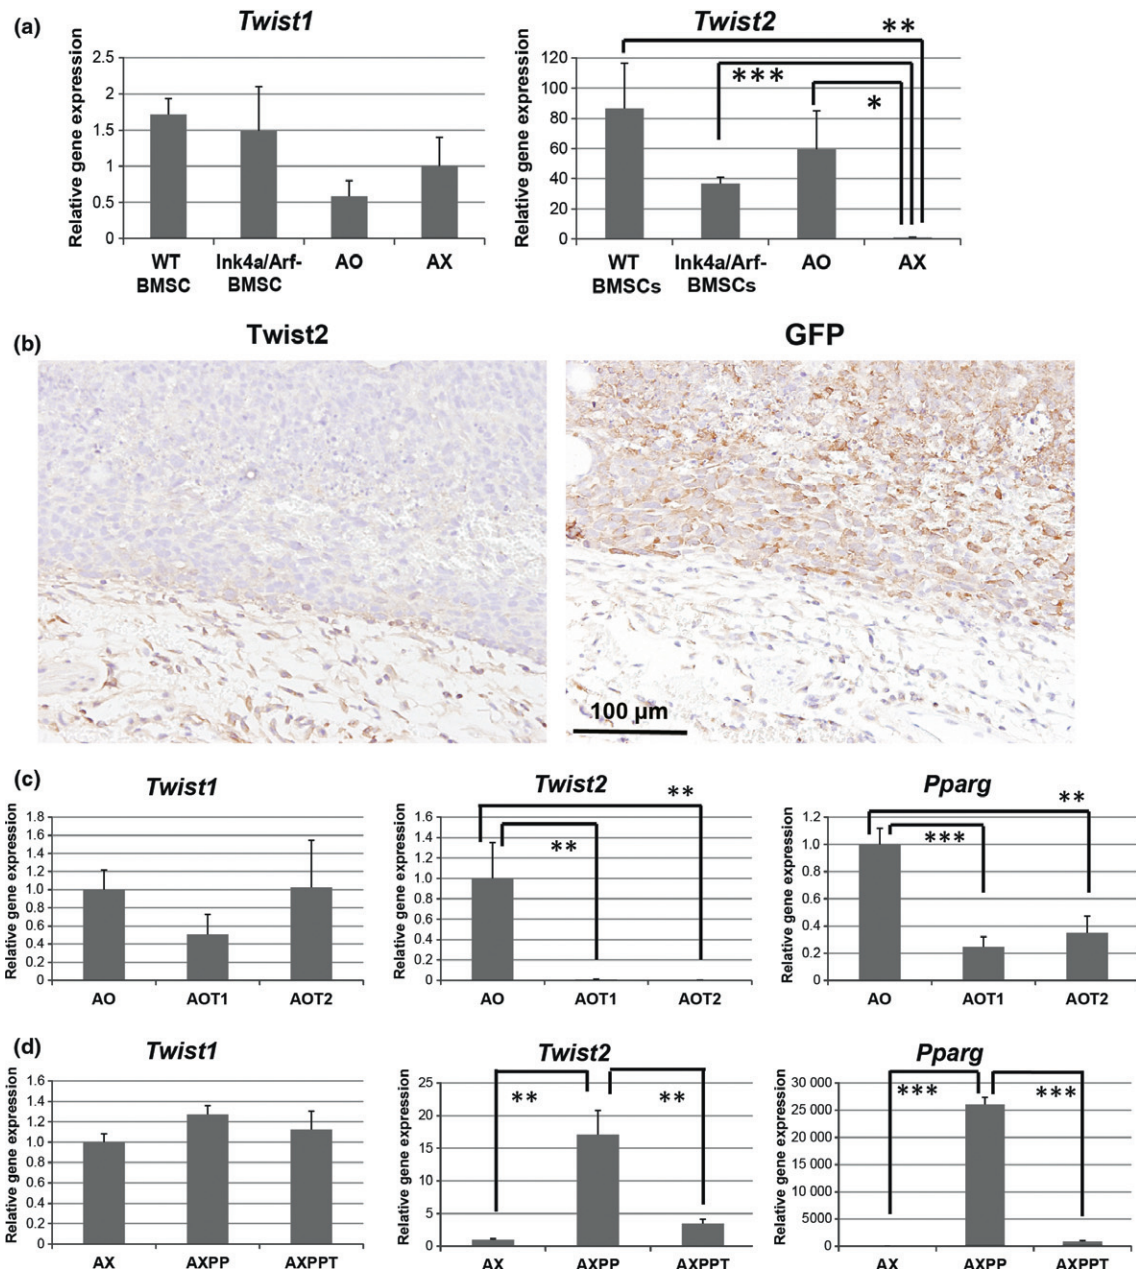 (a)
Twist1
Relative gene expression
2.5
2
1.5
1
0.5
0
WT BMSC
Ink4a/Arf- BMSC
AO
AX
Twist2
Relative gene expression
120
100
80
60
40
20
0
**
***
*
WT BMSCs
Ink4a/Arf- BMSCs
AO
AX
(b)
Twist2
GFP
100 µm
(c)
Twist1
Relative gene expression
1.8
1.6
1.4
1.2
1.0
0.8
0.6
0.4
0.2
0
AO
AOT1
AOT2
Twist2
Relative gene expression
1.6
1.4
1.2
1.0
0.8
0.6
0.4
0.2
0
**
**
AO
AOT1
AOT2
Pparg
Relative gene expression
1.2
1.0
0.8
0.6
0.4
0.2
0
**
***
AO
AOT1
AOT2
(d)
Twist1
Relative gene expression
1.6
1.4
1.2
1.0
0.8
0.6
0.4
0.2
0
AX
AXPP
AXPPT
Twist2
Relative gene expression
25
20
15
10
5
0
**
**
AX
AXPP
AXPPT
Pparg
Relative gene expression
30 000
25 000
20 000
15 000
10 000
5000
0
***
***
AX
AXPP
AXPPT